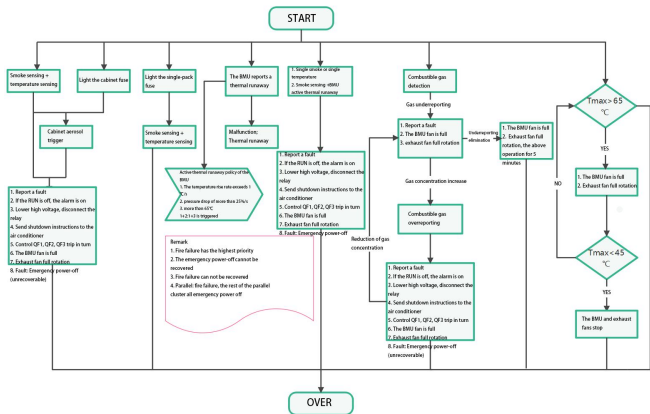 START
Smoke sensing +
temperature sensing
Light the cabinet fuse
Light the single-pack
fuse
The BMU reports a
thermal runaway
1. Single smoke or single
temperature
2. Smoke sensing +BMU
active thermal runaway
Combustible gas
detection
Tmax> 65
℃
Cabinet aerosol
trigger
Smoke sensing +
temperature sensing
Malfunction;
Thermal runaway
Gas underreporting
1. Report a fault
2. The BMU fan is full
3. exhaust fan full rotation
Underreporting
elimination
1. The BMU fan is full
2. Exhaust fan full
rotation, the above
operation for 5
minutes
YES
NO
1. The BMU fan is full
2. Exhaust fan full rotation
1. Report a fault
2. If the RUN is off, the alarm is on
3. Lower high voltage, disconnect the
relay
4. Send shutdown instructions to the
air conditioner
5. Control QF1, QF2, QF3 trip in turn
6. The BMU fan is full
7. Exhaust fan full rotation
8. Fault: Emergency power-off
(unrecoverable)
Active thermal runaway policy of the
BMU
1. The temperature rise rate exceeds 1
℃/s
2. pressure drop of more than 25%/s
3. more than 65℃
1+2;1+3 is triggered
1. Report a fault
2. If the RUN is off, the alarm is on
3. Lower high voltage, disconnect the
relay
4. Send shutdown instructions to the
air conditioner
5. Control QF1, QF2, QF3 trip in turn
6. The BMU fan is full
7. Exhaust fan full rotation
8. Fault: Emergency power-off
Remark
1. Fire failure has the highest priority
2. The emergency power-off cannot be
recovered
3. Fire failure can not be recovered
4. Parallel: fire failure, the rest of the parallel
cluster all emergency power off
Gas concentration increase
Combustible gas
overreporting
Reduction of gas
concentration
1. Report a fault
2. If the RUN is off, the alarm is on
3. Lower high voltage, disconnect the
relay
4. Send shutdown instructions to the
air conditioner
5. Control QF1, QF2, QF3 trip in turn
6. The BMU fan is full
7. Exhaust fan full rotation
8. Fault: Emergency power-off
(unrecoverable)
Tmax<45
℃
YES
The BMU and exhaust
fans stop
OVER